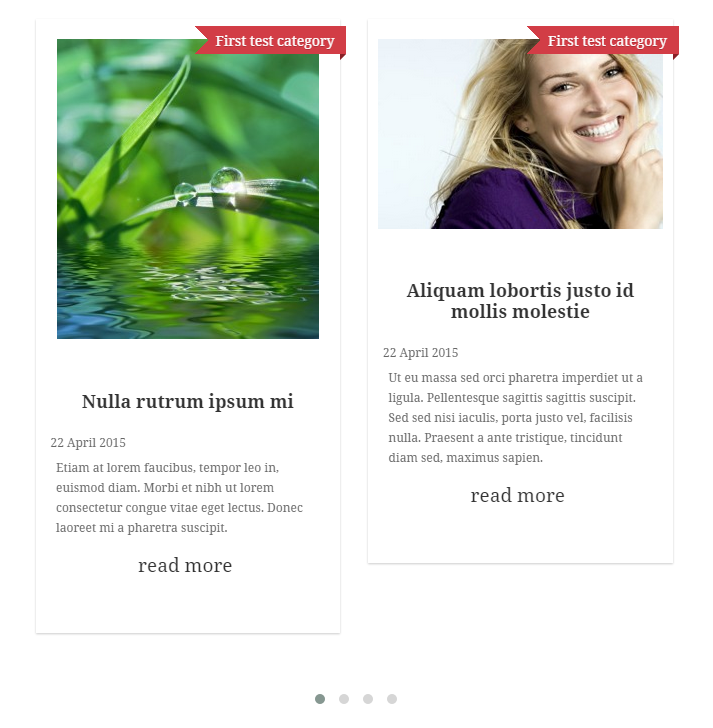 First test category
Nulla rutrum ipsum mi
22 April 2015
Etiam at lorem faucibus, tempor leo in,
euismod diam. Morbi et nibh ut lorem
consectetur congue vitae eget lectus. Donec
laoreet mi a pharetra suscipit.
read more
First test category
Aliquam lobortis justo id
mollis molestie
22 April 2015
Ut eu massa sed orci pharetra imperdiet ut a
ligula. Pellentesque sagittis sagittis suscipit.
Sed sed nisi iaculis, porta justo vel, facilisis
nulla. Praesent a ante tristique, tincidunt
diam sed, maximus sapien.
read more